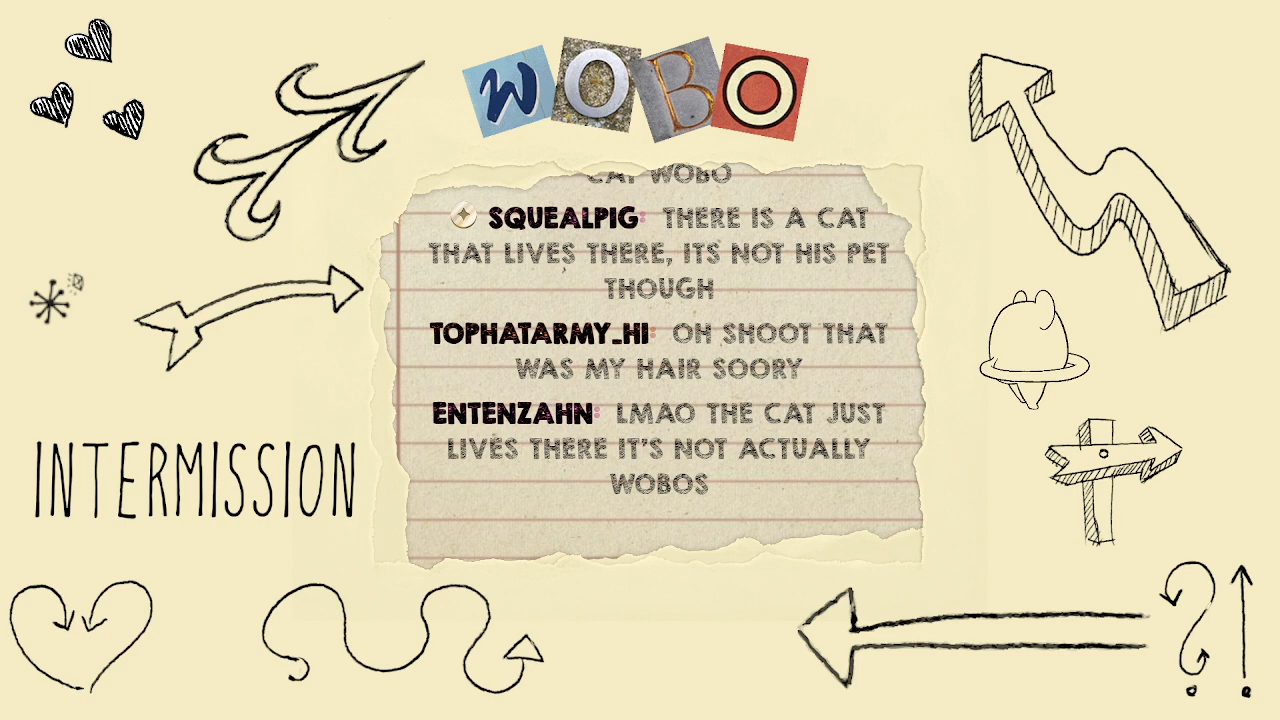 WOBO
CAT WOBO
SQUEALPIG: THERE IS A CAT
THAT LIVES THERE, ITS NOT HIS PET
THOUGH
TOPHATARMY_HI: OH SHOOT THAT
WAS MY HAIR SOORY
ENTENZAHN: LMAO THE CAT JUST
LIVES THERE IT'S NOT ACTUALLY
WOBOS
INTERMISSION
?!